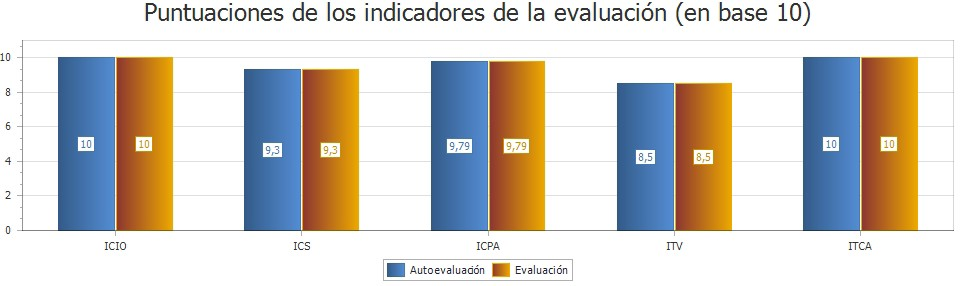 Puntuaciones de los indicadores de la evaluación (en base 10)
10
8
6
4
2
0
10 10 9,3 9,3 9,79 9,79 8,5 8,5 10 10
ICIO ICS ICPA ITV ITCA
Autoevaluación Evaluación